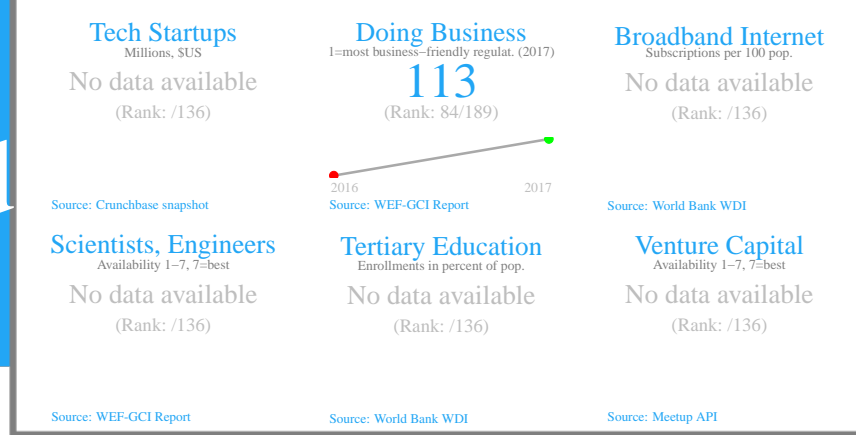 Tech Startups
Millions, $US
No data available
(Rank: /136)
Source: Crunchbase snapshot
Doing Business
1=most business−friendly regulat. (2017)
113
(Rank: 84/189)
2016 2017
Source: WEF-GCI Report
Broadband Internet
Subscriptions per 100 pop.
No data available
(Rank: /136)
Source: World Bank WDI
Scientists, Engineers
Availability 1−7, 7=best
No data available
(Rank: /136)
Source: WEF-GCI Report
Tertiary Education
Enrollments in percent of pop.
No data available
(Rank: /136)
Source: World Bank WDI
Venture Capital
Availability 1−7, 7=best
No data available
(Rank: /136)
Source: Meetup API